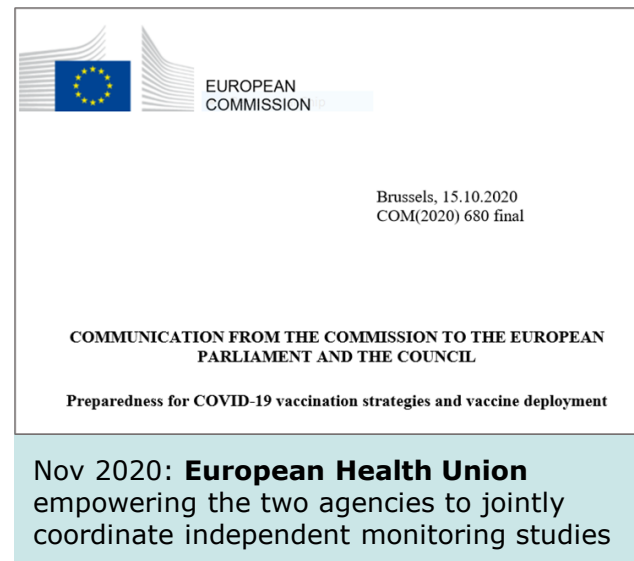 EUROPEAN
COMMISSION
Brussels, 15.10.2020
COM(2020) 680 final
COMMUNICATION FROM THE COMMISSION TO THE EUROPEAN
PARLIAMENT AND THE COUNCIL
Preparedness for COVID-19 vaccination strategies and vaccine deployment
Nov 2020: European Health Union
empowering the two agencies to jointly
coordinate independent monitoring studies